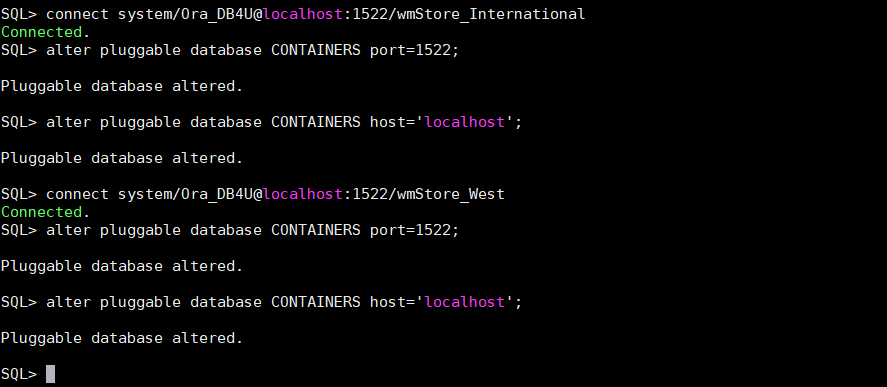 SQL> connect system/Ora_DB4U@localhost:1522/wmStore_International
Connected.
SQL> alter pluggable database CONTAINERS port=1522;
Pluggable database altered.
SQL> alter pluggable database CONTAINERS host='localhost';
Pluggable database altered.
SQL> connect system/Ora_DB4U@localhost:1522/wmStore_West
Connected.
SQL> alter pluggable database CONTAINERS port=1522;
Pluggable database altered.
SQL> alter pluggable database CONTAINERS host='localhost';
Pluggable database altered.
SQL>